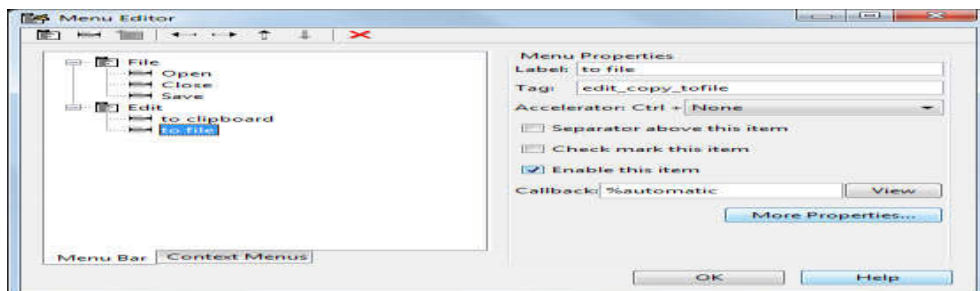 Menu Editor
File
Open
Close
Save
Edit
to clipboard
to file
Menu Bar
Context Menus
Menu Properties
Label: to file
Tag: edit_copy_tofile
Accelerator: Ctrl + None
Separator above this item
Check mark this item
Enable this item
Callback: %automatic View
More Properties...
OK Help